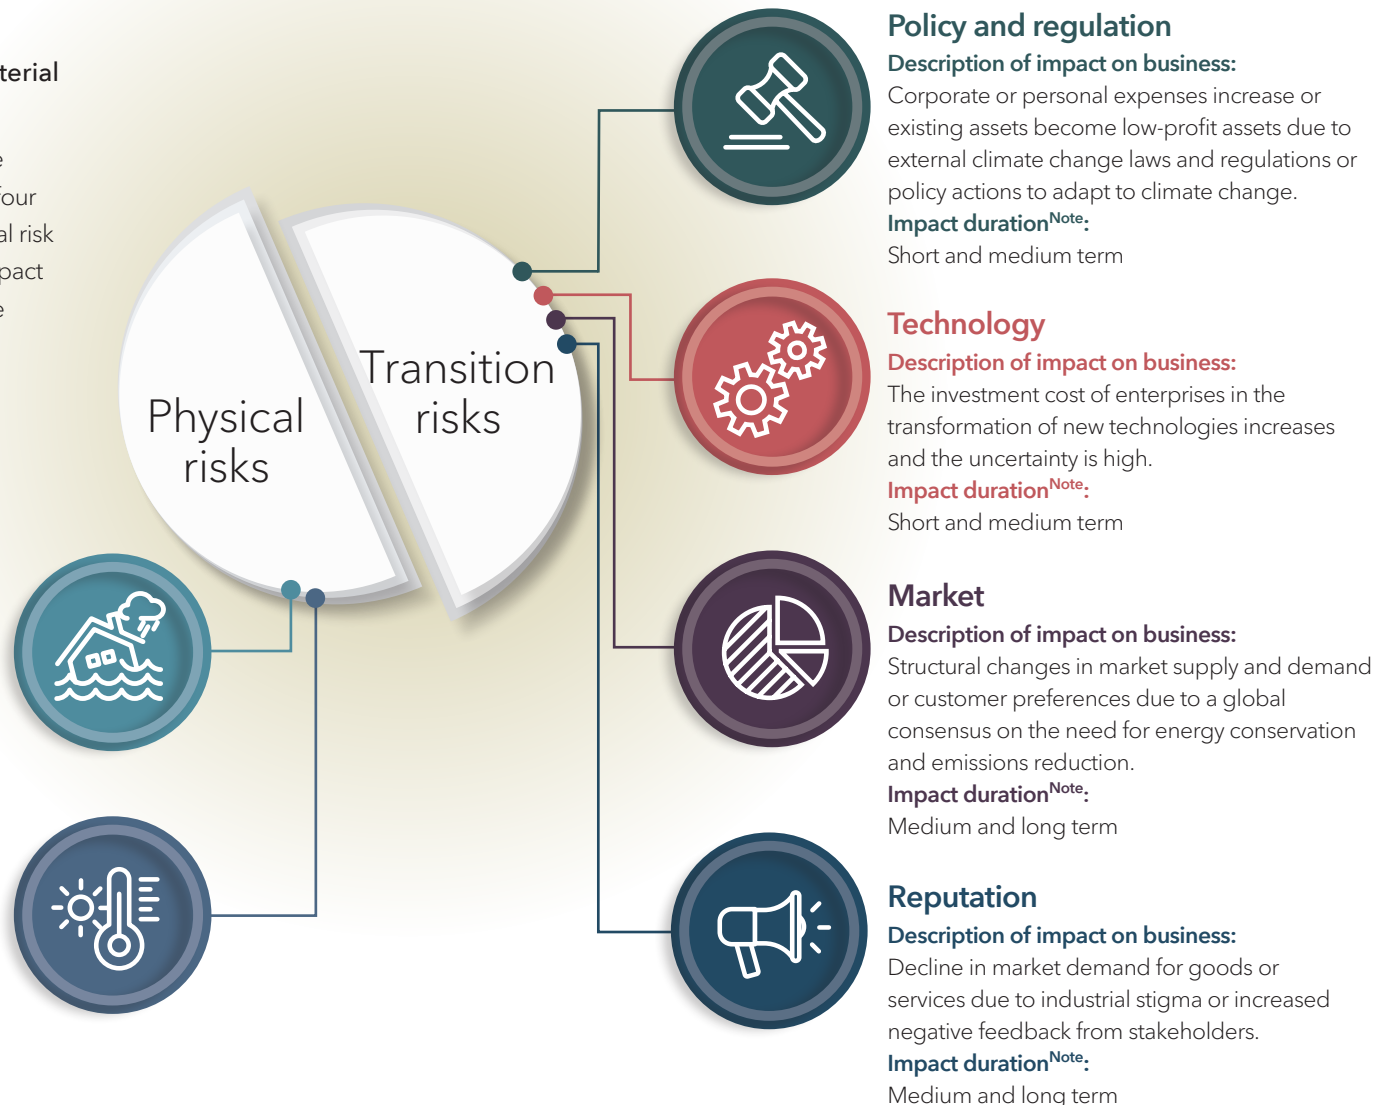 terial
e
four
al risk
pact
e
Physical
risks
Transition
risks
Policy and regulation
Description of impact on business:
Corporate or personal expenses increase or
existing assets become low-profit assets due to
external climate change laws and regulations or
policy actions to adapt to climate change.
Impact durationNote:
Short and medium term
Technology
Description of impact on business:
The investment cost of enterprises in the
transformation of new technologies increases
and the uncertainty is high.
Impact durationNote:
Short and medium term
Market
Description of impact on business:
Structural changes in market supply and demand
or customer preferences due to a global
consensus on the need for energy conservation
and emissions reduction.
Impact durationNote:
Medium and long term
Reputation
Description of impact on business:
Decline in market demand for goods or
services due to industrial stigma or increased
negative feedback from stakeholders.
Impact durationNote:
Medium and long term